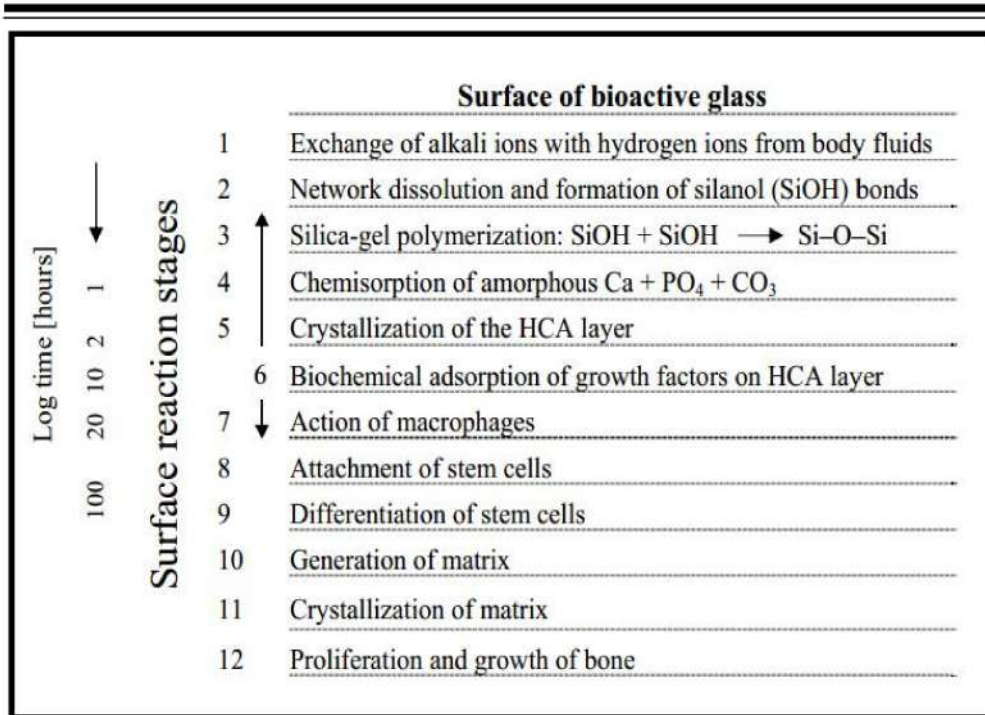 Surface of bioactive glass
1 Exchange of alkali ions with hydrogen ions from body fluids
2 Network dissolution and formation of silanol (SiOH) bonds
3 Silica-gel polymerization: SiOH + SiOH → Si–O–Si
4 Chemisorption of amorphous Ca + PO₄ + CO₃
5 Crystallization of the HCA layer
6 Biochemical adsorption of growth factors on HCA layer
7 Action of macrophages
8 Attachment of stem cells
9 Differentiation of stem cells
10 Generation of matrix
11 Crystallization of matrix
12 Proliferation and growth of bone
Surface reaction stages
Log time [hours]
1 2 10 20 100